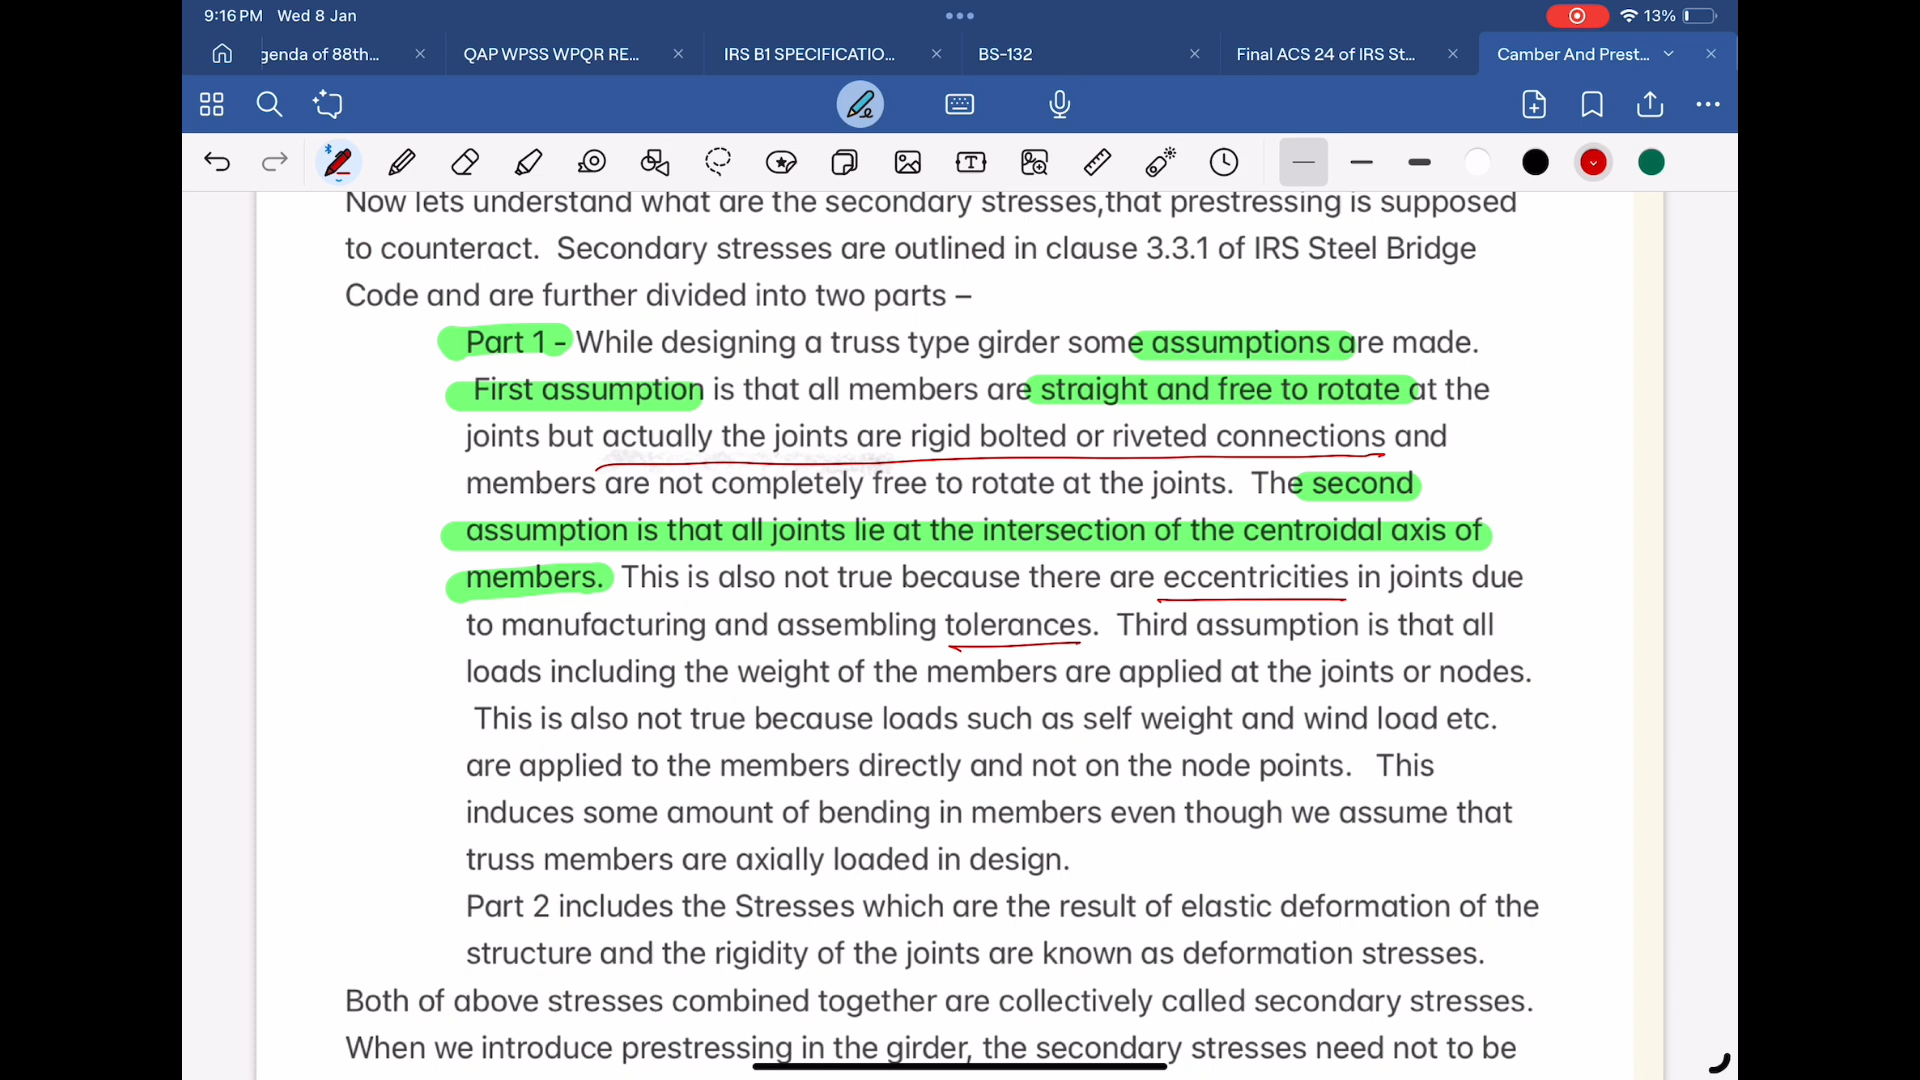 9:16 PM Wed 8 Jan
13%
genda of 88th...
QAP WPSS WPQR RE...
IRS B1 SPECIFICATIO...
BS-132
Final ACS 24 of IRS St...
Camber And Prest...
Now lets understand what are the secondary stresses,that prestressing is supposed
to counteract.  Secondary stresses are outlined in clause 3.3.1 of IRS Steel Bridge
Code and are further divided into two parts –
Part 1 - While designing a truss type girder some assumptions are made.
First assumption is that all members are straight and free to rotate at the
joints but actually the joints are rigid bolted or riveted connections and
members are not completely free to rotate at the joints.  The second
assumption is that all joints lie at the intersection of the centroidal axis of
members.  This is also not true because there are eccentricities in joints due
to manufacturing and assembling tolerances.  Third assumption is that all
loads including the weight of the members are applied at the joints or nodes.
This is also not true because loads such as self weight and wind load etc.
are applied to the members directly and not on the node points.   This
induces some amount of bending in members even though we assume that
truss members are axially loaded in design.
Part 2 includes the Stresses which are the result of elastic deformation of the
structure and the rigidity of the joints are known as deformation stresses.
Both of above stresses combined together are collectively called secondary stresses.
When we introduce prestressing in the girder, the secondary stresses need not to be